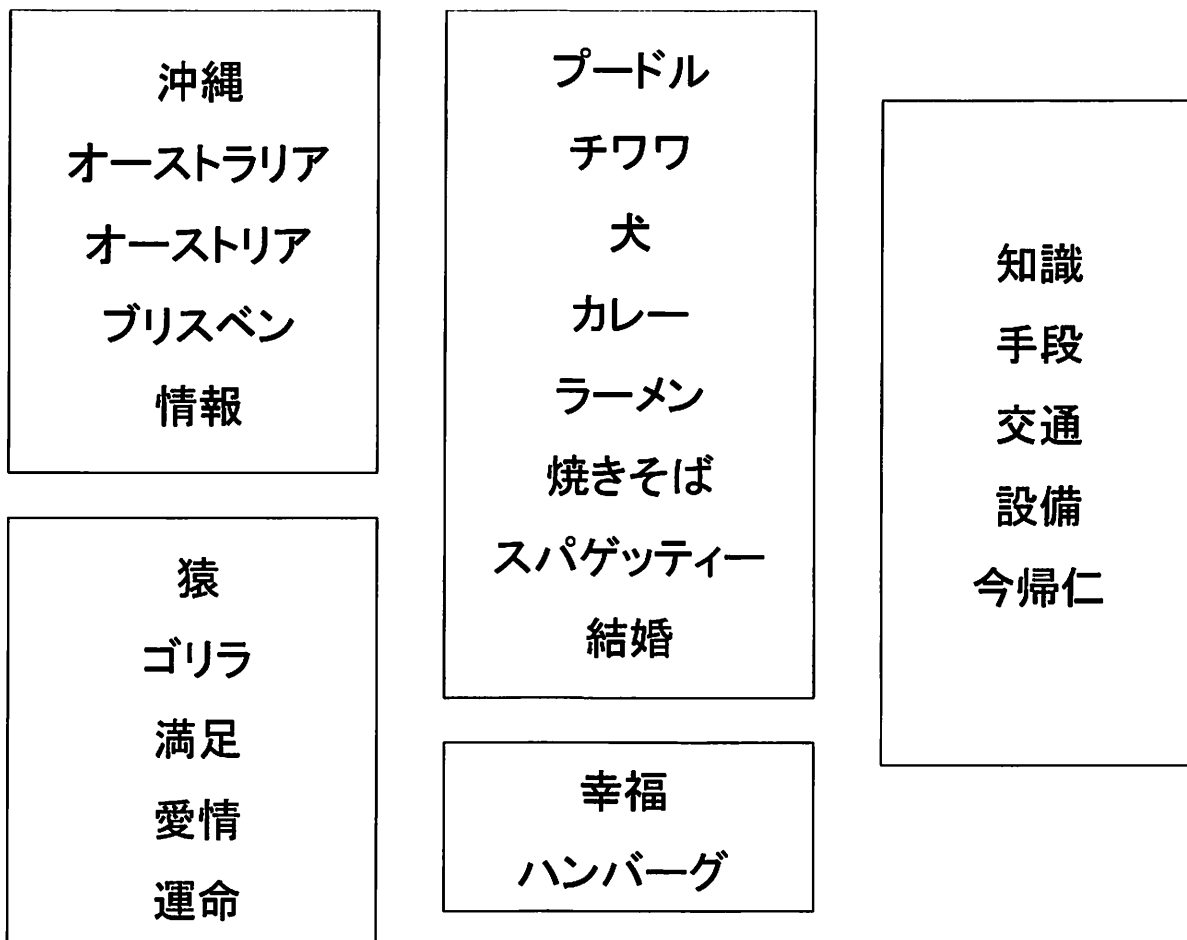 沖縄
オーストラリア
オーストリア
ブリスベン
情報
猿
ゴリラ
満足
愛情
運命
プードル
チワワ
犬
カレー
ラーメン
焼きそば
スパゲッティー
結婚
幸福
ハンバーグ
知識
手段
交通
設備
今帰仁